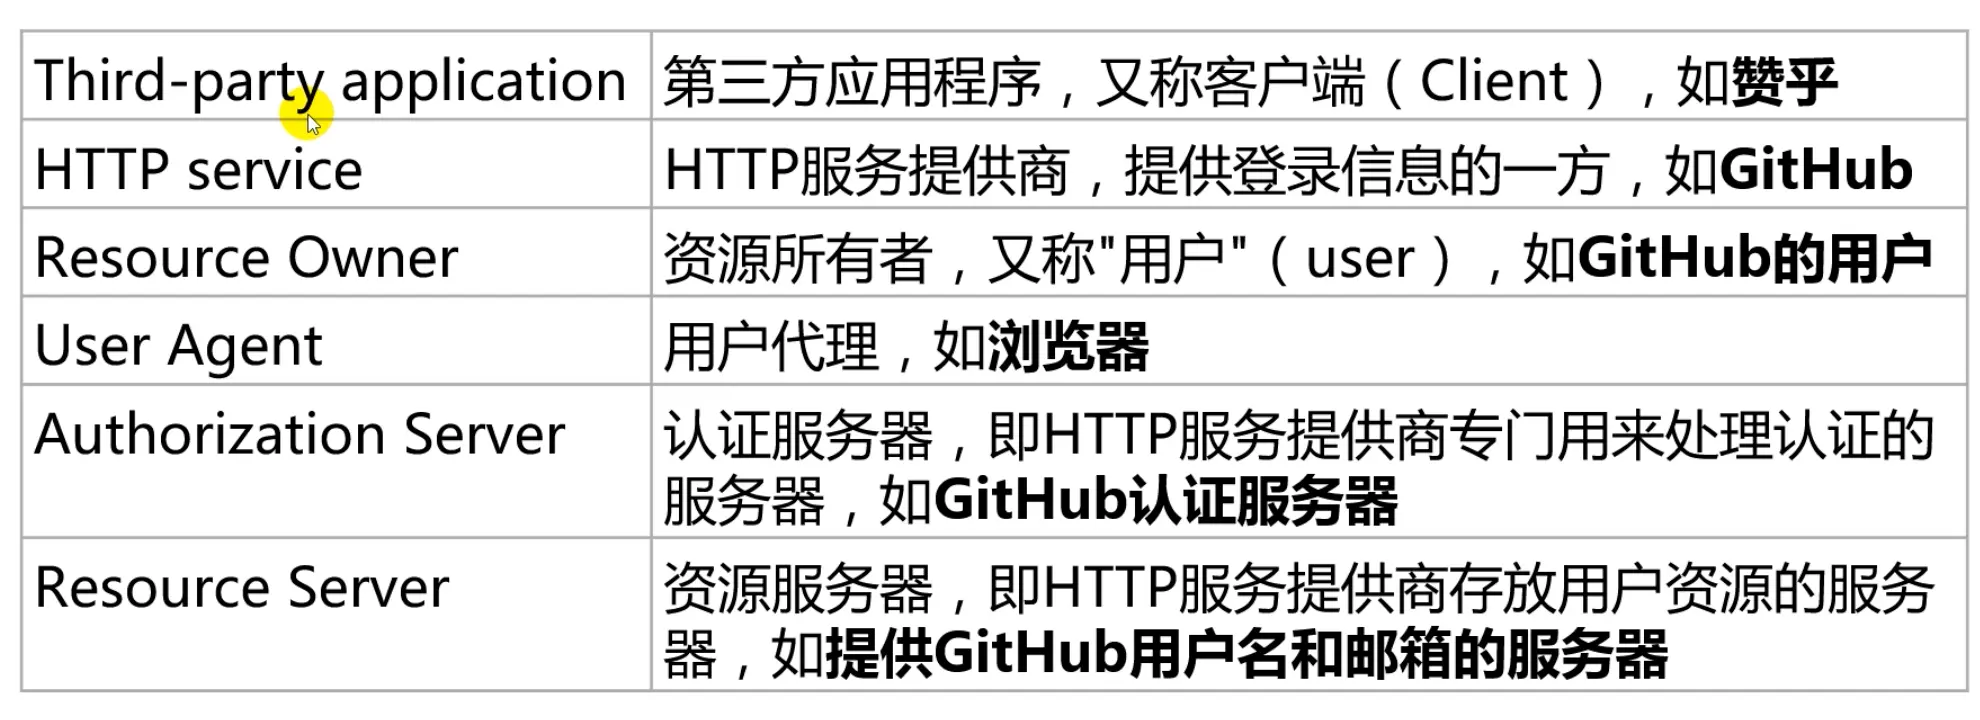 Third-party application
第三方应用程序，又称客户端（Client），如赞乎
HTTP service
HTTP服务提供商，提供登录信息的一方，如GitHub
Resource Owner
资源所有者，又称"用户"（user），如GitHub的用户
User Agent
用户代理，如浏览器
Authorization Server
认证服务器，即HTTP服务提供商专门用来处理认证的
服务器，如GitHub认证服务器
Resource Server
资源服务器，即HTTP服务提供商存放用户资源的服务
器，如提供GitHub用户名和邮箱的服务器